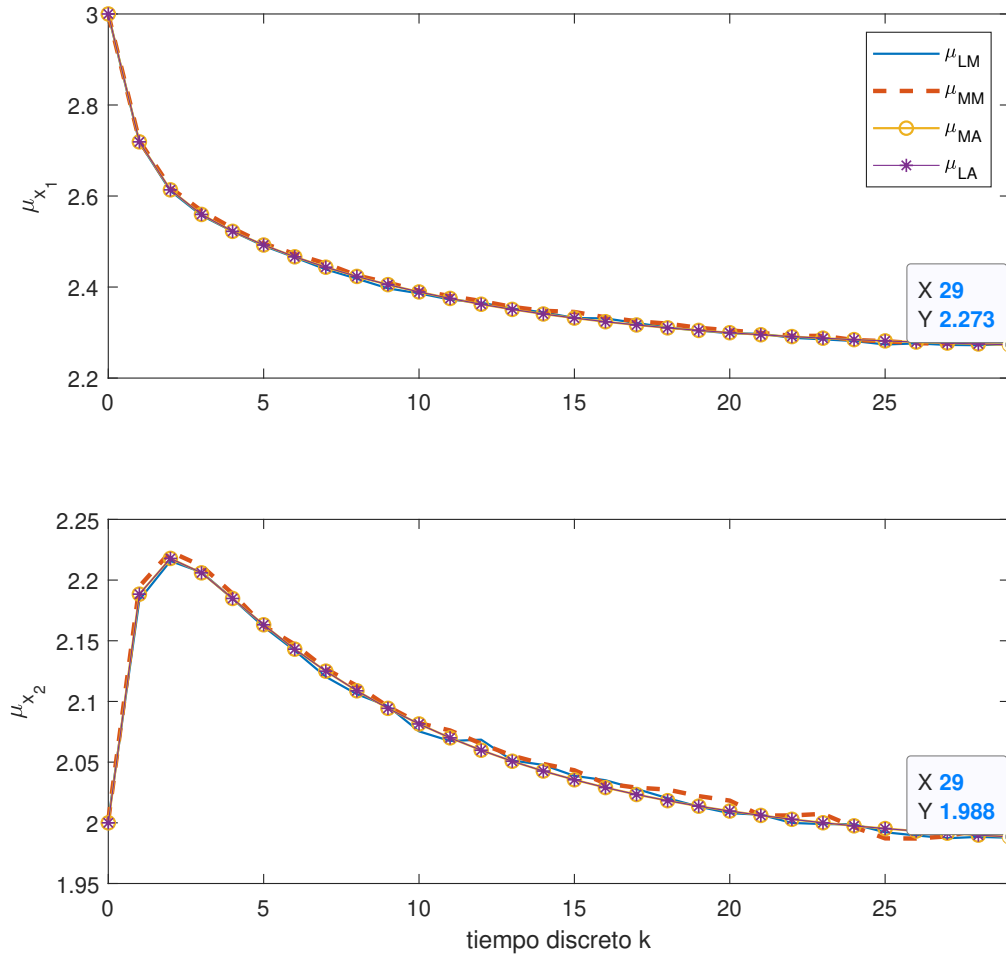 3
2.8
2.6
2.4
2.2
μx1
0 5 10 15 20 25
μLM
μMM
μMA
μLA
X 29
Y 2.273
2.25
2.2
2.15
2.1
2.05
2
1.95
μx2
0 5 10 15 20 25
X 29
Y 1.988
tiempo discreto k